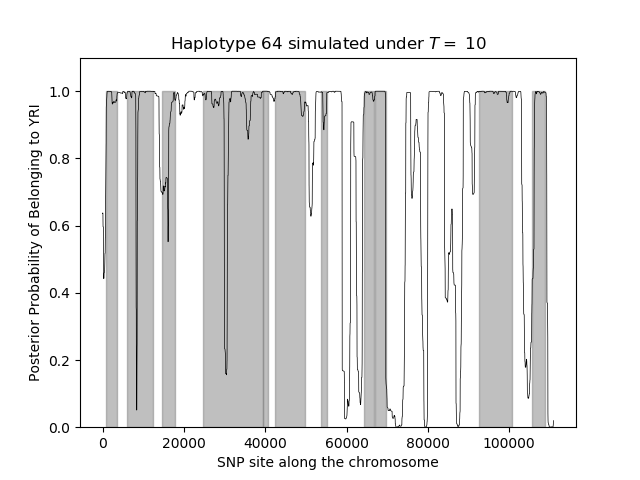 Haplotype 64 simulated under T = 10
Posterior Probability of Belonging to YRI
1.0
0.8
0.6
0.4
0.2
0.0
0 20000 40000 60000 80000 100000
SNP site along the chromosome